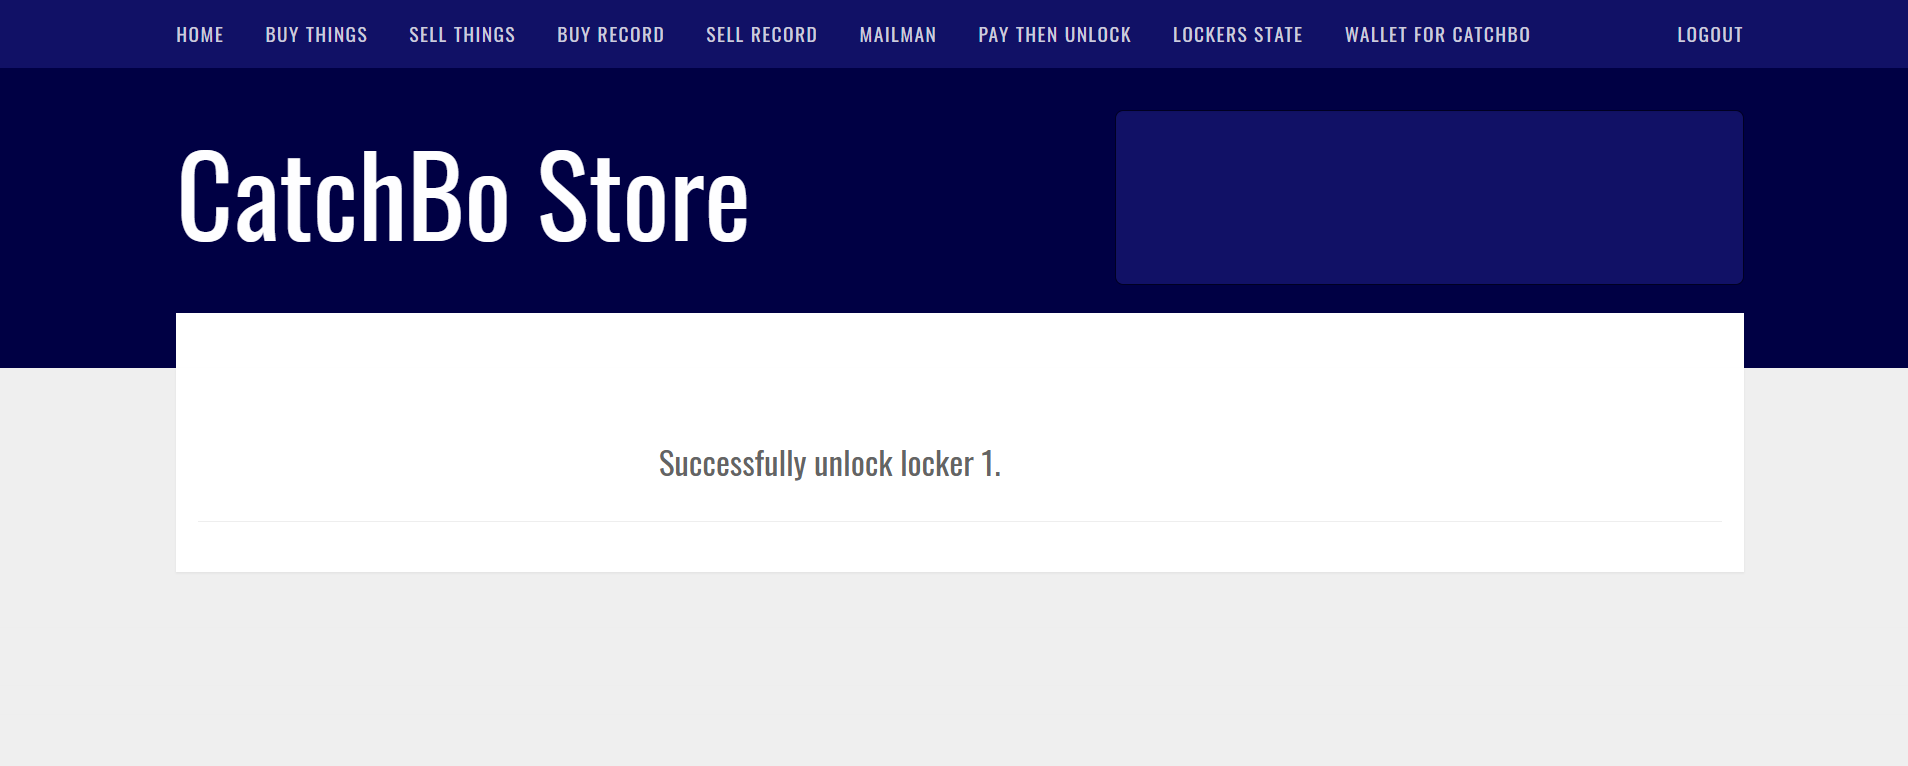 HOME BUY THINGS SELL THINGS BUY RECORD SELL RECORD MAILMAN PAY THEN UNLOCK LOCKERS STATE WALLET FOR CATCHBO LOGOUT
CatchBo Store
Successfully unlock locker 1.